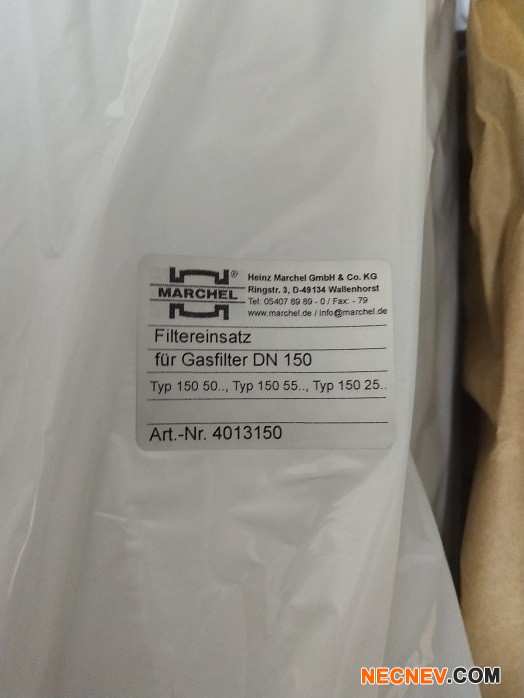 ®
MARCHEL
Heinz Marchel GmbH & Co. KG
Ringstr. 3, D-49134 Wallenhorst
Tel: 05407 89 89 - 0 / Fax: - 79
www.marchel.de / info@marchel.de
Filtereinsatz
für Gasfilter DN 150
Typ 150 50.., Typ 150 55.., Typ 150 25..
Art.-Nr. 4013150
NECNEV.COM